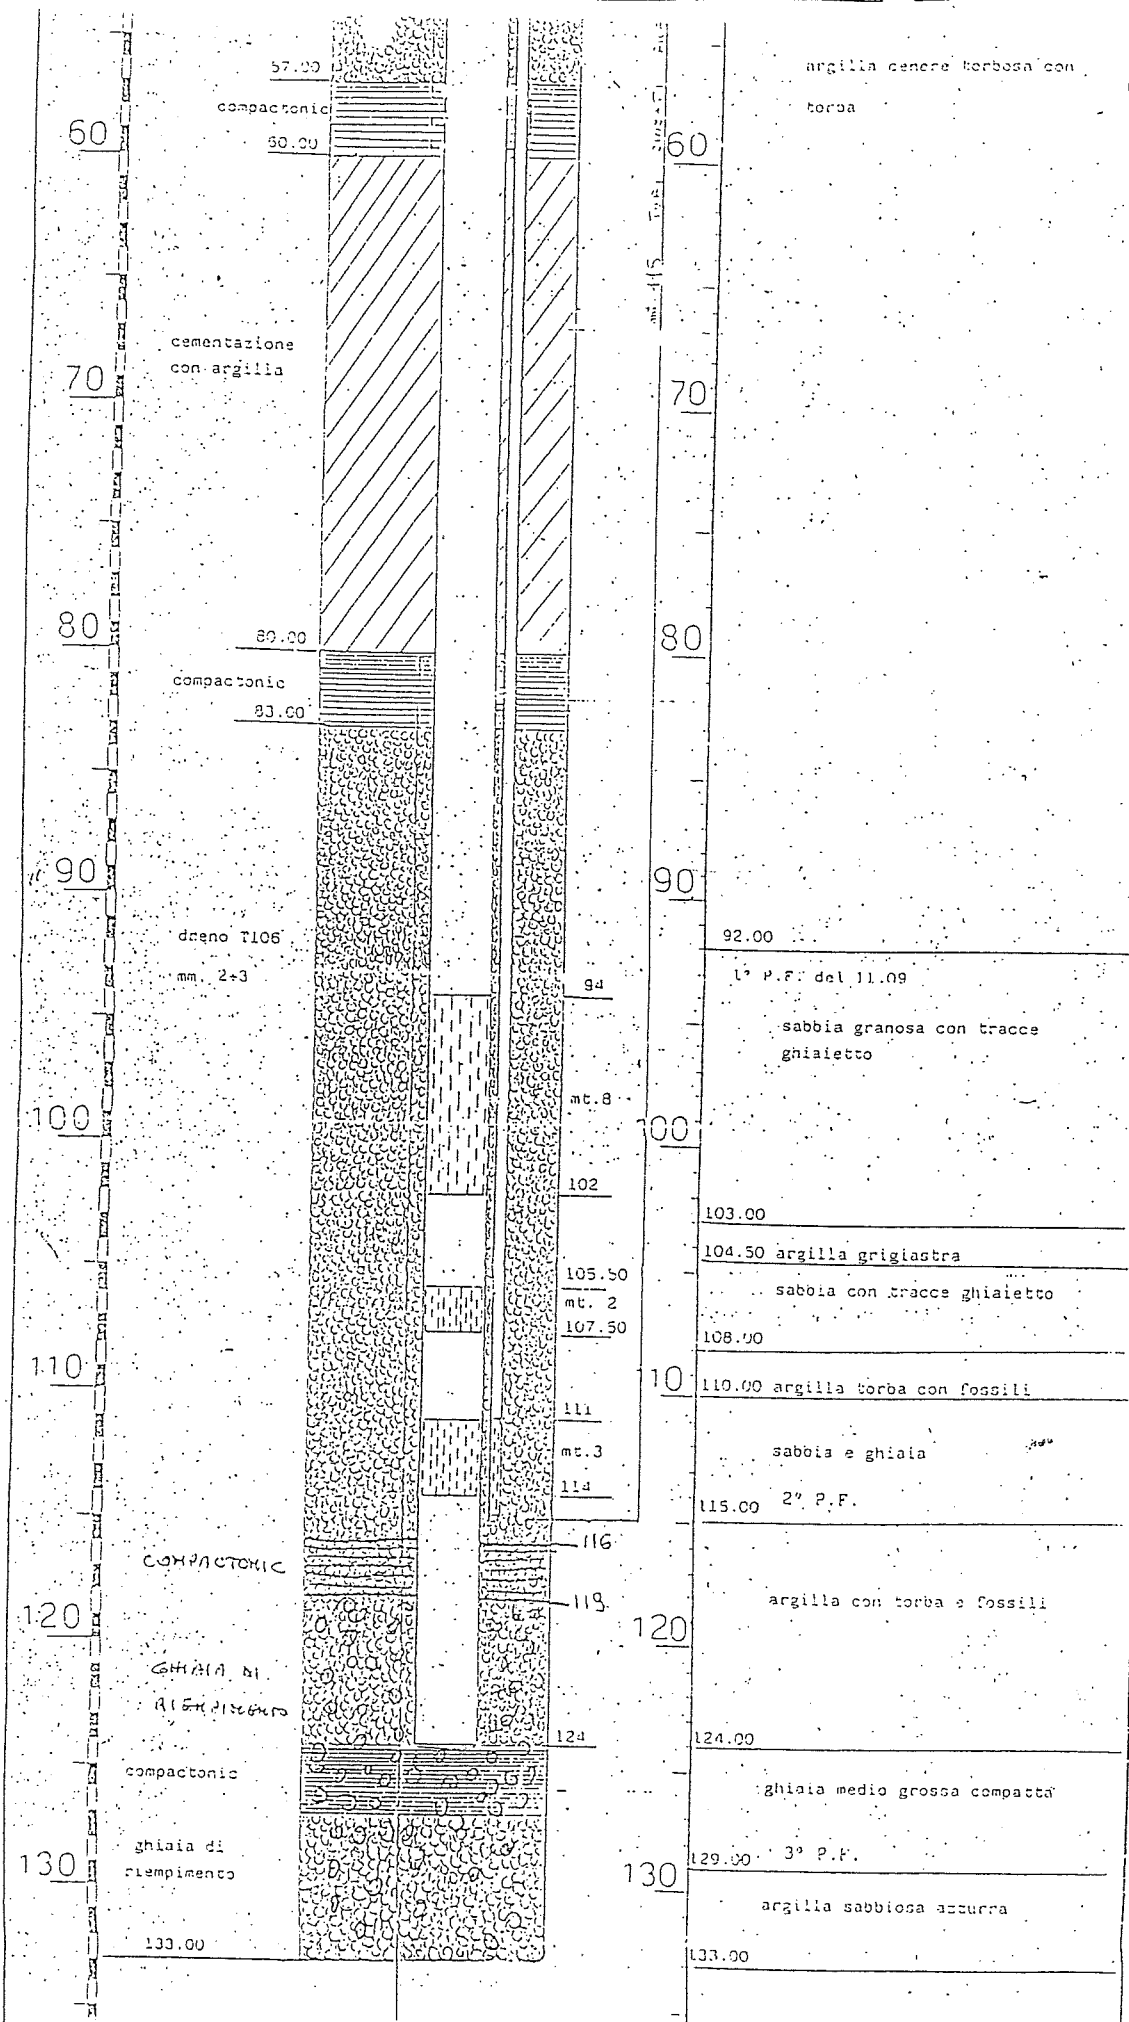 57.00
compactonic
60.00
60
cementazione
con argilla
70
80
80.00
compactonic
83.00
90
dreno T106
mm. 2÷3
100
110
COMPACTONIC
120
GHIAIA DI
RIEMPIMENTO
compactonic
ghiaia di
riempimento
130
133.00
94
mt.8
102
105.50
mt. 2
107.50
111
mt.3
114
116
119
124
mt. 115
60
70
80
90
100
110
120
130
argilla cenere torbosa con
torba
92.00
1° P.F. del 11.09
sabbia granosa con tracce
ghiaietto
103.00
104.50 argilla grigiastra
sabbia con tracce ghiaietto
108.00
110.00 argilla torba con fossili
sabbia e ghiaia
115.00 2° P.F.
argilla con torba e fossili
124.00
ghiaia medio grossa compatta
129.00 3° P.F.
argilla sabbiosa azzurra
133.00